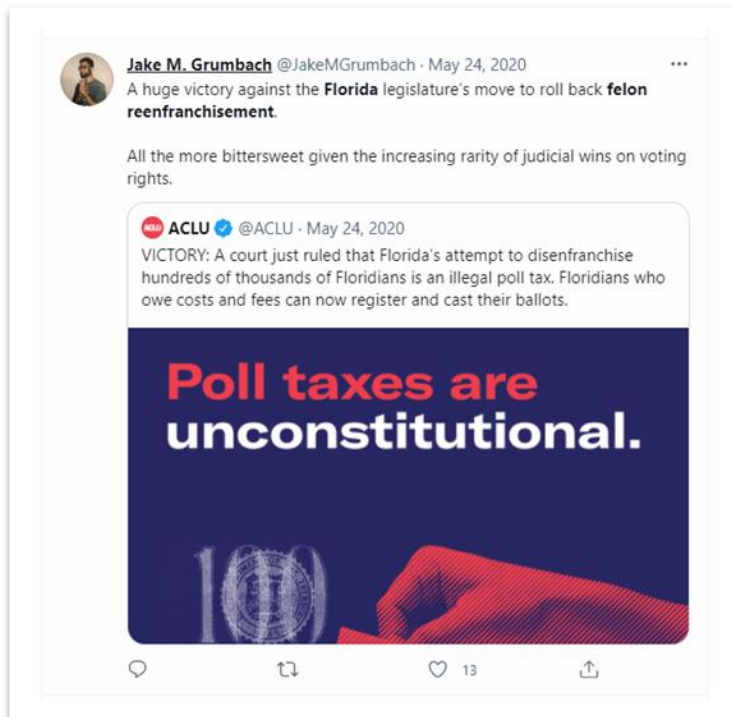 Jake M. Grumbach @JakeMGrumbach · May 24, 2020
A huge victory against the Florida legislature's move to roll back felon
reenfranchisement.
All the more bittersweet given the increasing rarity of judicial wins on voting
rights.
ACLU ACLU @ACLU · May 24, 2020
VICTORY: A court just ruled that Florida's attempt to disenfranchise
hundreds of thousands of Floridians is an illegal poll tax. Floridians who
owe costs and fees can now register and cast their ballots.
Poll taxes are
unconstitutional.
100
13